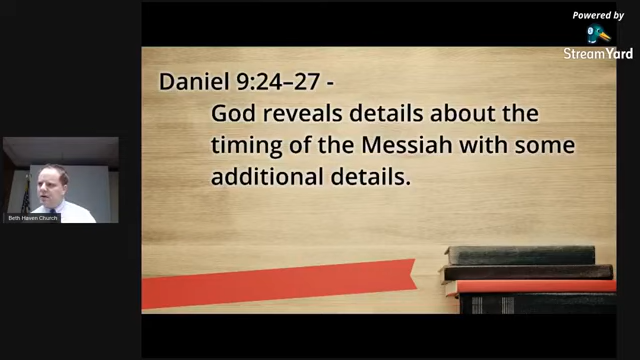 Powered by
StreamYard
Daniel 9:24–27 -
God reveals details about the
timing of the Messiah with some
additional details.
Beth Haven Church